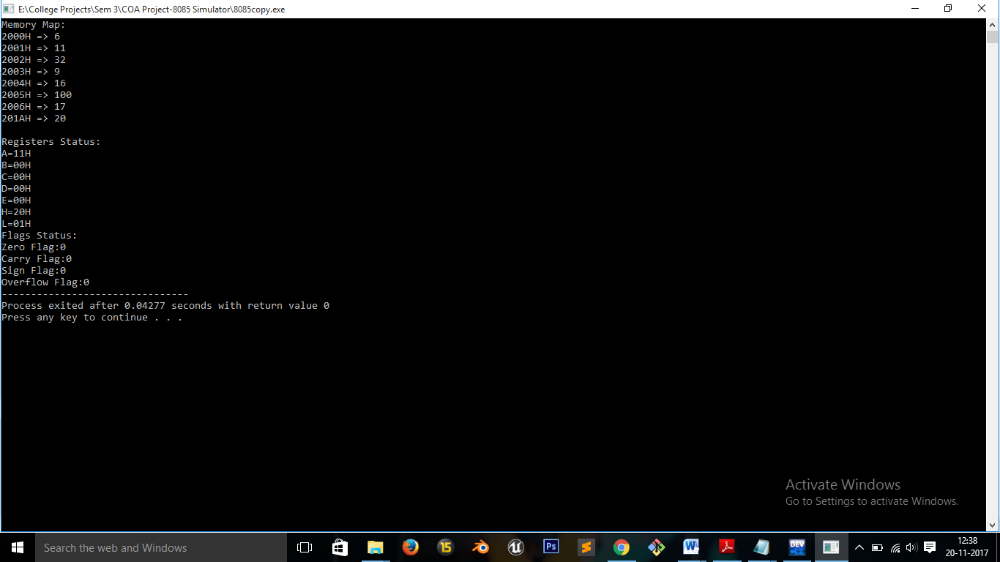 E:\College Projects\Sem 3\COA Project-8085 Simulator\8085copy.exe
Memory Map:
2000H => 6
2001H => 11
2002H => 32
2003H => 9
2004H => 16
2005H => 100
2006H => 17
201AH => 20
Registers Status:
A=11H
B=00H
C=00H
D=00H
E=00H
H=20H
L=01H
Flags Status:
Zero Flag:0
Carry Flag:0
Sign Flag:0
Overflow Flag:0
--------------------------------
Process exited after 0.04277 seconds with return value 0
Press any key to continue . . .
Activate Windows
Go to Settings to activate Windows.
Search the web and Windows
15
Ps
DEV
12:38
20-11-2017